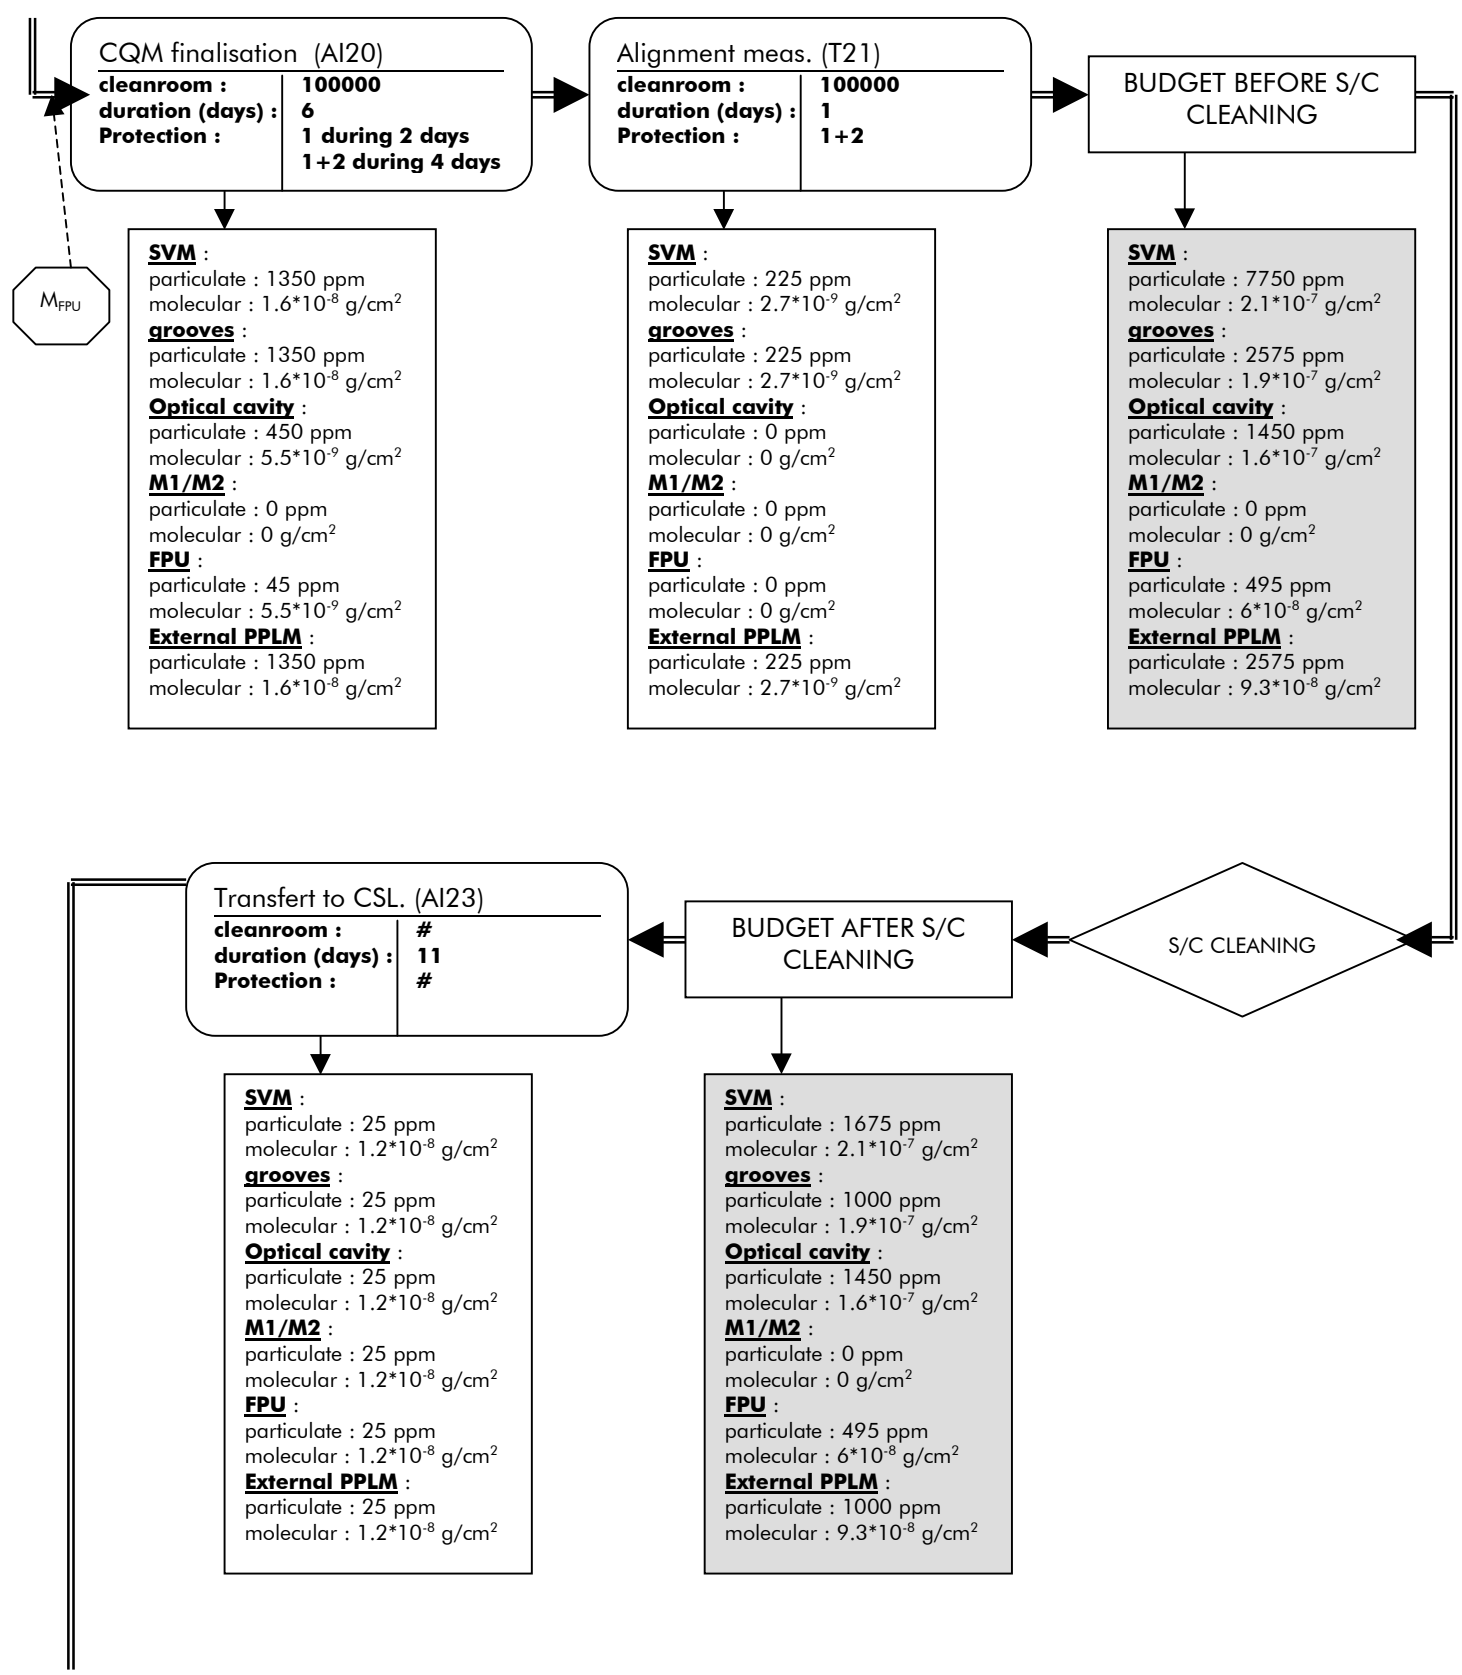 CQM finalisation (AI20)
cleanroom : 100000
duration (days) : 6
Protection : 1 during 2 days
1+2 during 4 days
Alignment meas. (T21)
cleanroom : 100000
duration (days) : 1
Protection : 1+2
BUDGET BEFORE S/C
CLEANING
M_FPU
SVM :
particulate : 1350 ppm
molecular : 1.6*10⁻⁸ g/cm²
grooves :
particulate : 1350 ppm
molecular : 1.6*10⁻⁸ g/cm²
Optical cavity :
particulate : 450 ppm
molecular : 5.5*10⁻⁹ g/cm²
M1/M2 :
particulate : 0 ppm
molecular : 0 g/cm²
FPU :
particulate : 45 ppm
molecular : 5.5*10⁻⁹ g/cm²
External PPLM :
particulate : 1350 ppm
molecular : 1.6*10⁻⁸ g/cm²
SVM :
particulate : 225 ppm
molecular : 2.7*10⁻⁹ g/cm²
grooves :
particulate : 225 ppm
molecular : 2.7*10⁻⁹ g/cm²
Optical cavity :
particulate : 0 ppm
molecular : 0 g/cm²
M1/M2 :
particulate : 0 ppm
molecular : 0 g/cm²
FPU :
particulate : 0 ppm
molecular : 0 g/cm²
External PPLM :
particulate : 225 ppm
molecular : 2.7*10⁻⁹ g/cm²
SVM :
particulate : 7750 ppm
molecular : 2.1*10⁻⁷ g/cm²
grooves :
particulate : 2575 ppm
molecular : 1.9*10⁻⁷ g/cm²
Optical cavity :
particulate : 1450 ppm
molecular : 1.6*10⁻⁷ g/cm²
M1/M2 :
particulate : 0 ppm
molecular : 0 g/cm²
FPU :
particulate : 495 ppm
molecular : 6*10⁻⁸ g/cm²
External PPLM :
particulate : 2575 ppm
molecular : 9.3*10⁻⁸ g/cm²
Transfert to CSL. (AI23)
cleanroom : #
duration (days) : 11
Protection : #
BUDGET AFTER S/C
CLEANING
S/C CLEANING
SVM :
particulate : 25 ppm
molecular : 1.2*10⁻⁸ g/cm²
grooves :
particulate : 25 ppm
molecular : 1.2*10⁻⁸ g/cm²
Optical cavity :
particulate : 25 ppm
molecular : 1.2*10⁻⁸ g/cm²
M1/M2 :
particulate : 25 ppm
molecular : 1.2*10⁻⁸ g/cm²
FPU :
particulate : 25 ppm
molecular : 1.2*10⁻⁸ g/cm²
External PPLM :
particulate : 25 ppm
molecular : 1.2*10⁻⁸ g/cm²
SVM :
particulate : 1675 ppm
molecular : 2.1*10⁻⁷ g/cm²
grooves :
particulate : 1000 ppm
molecular : 1.9*10⁻⁷ g/cm²
Optical cavity :
particulate : 1450 ppm
molecular : 1.6*10⁻⁷ g/cm²
M1/M2 :
particulate : 0 ppm
molecular : 0 g/cm²
FPU :
particulate : 495 ppm
molecular : 6*10⁻⁸ g/cm²
External PPLM :
particulate : 1000 ppm
molecular : 9.3*10⁻⁸ g/cm²